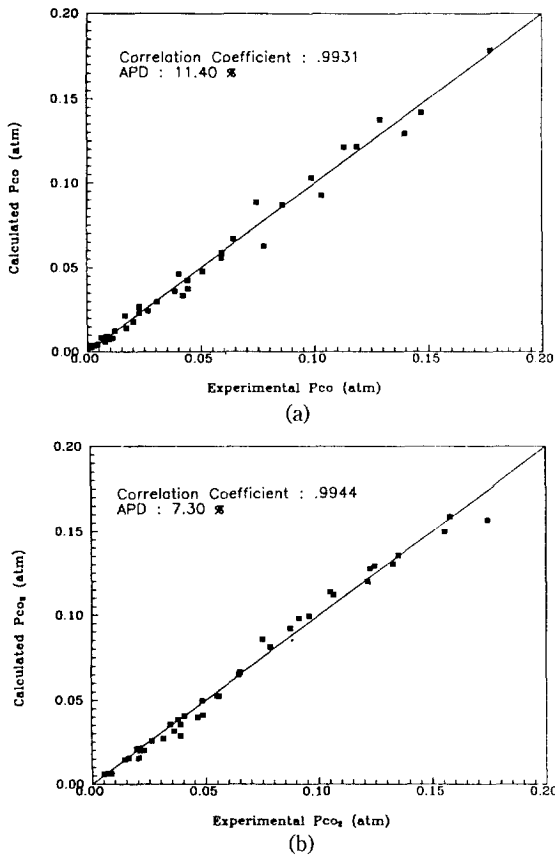 0.20
Correlation Coefficient : .9931
APD : 11.40 %
0.15
0.10
0.05
0.00
Calculated Pco (atm)
0.00 0.05 0.10 0.15 0.20
Experimental Pco (atm)
(a)
0.20
Correlation Coefficient : .9944
APD : 7.30 %
0.15
0.10
0.05
0.00
Calculated Pco₂ (atm)
0.00 0.05 0.10 0.15 0.20
Experimental Pco₂ (atm)
(b)